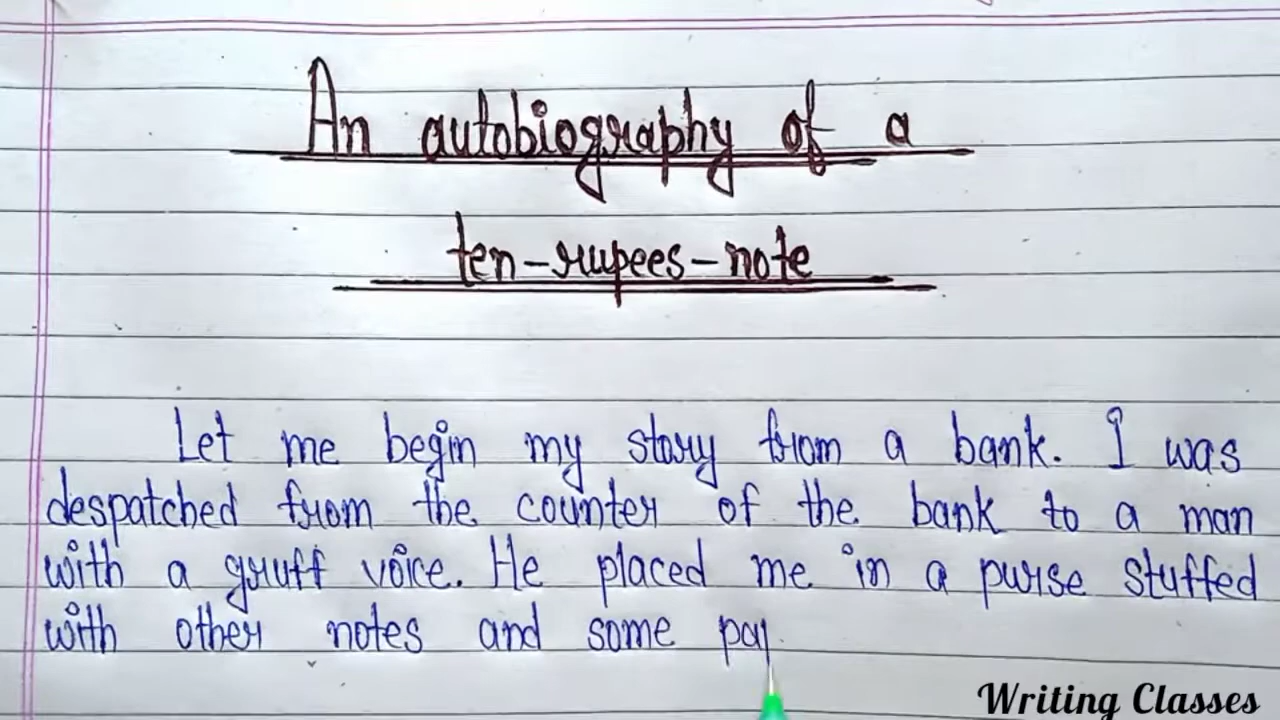 An autobiography of a
ten-rupees-note
Let me begin my story from a bank. I was
despatched from the counter of the bank to a man
with a gruff voice. He placed me in a purse stuffed
with other notes and some
Writing Classes